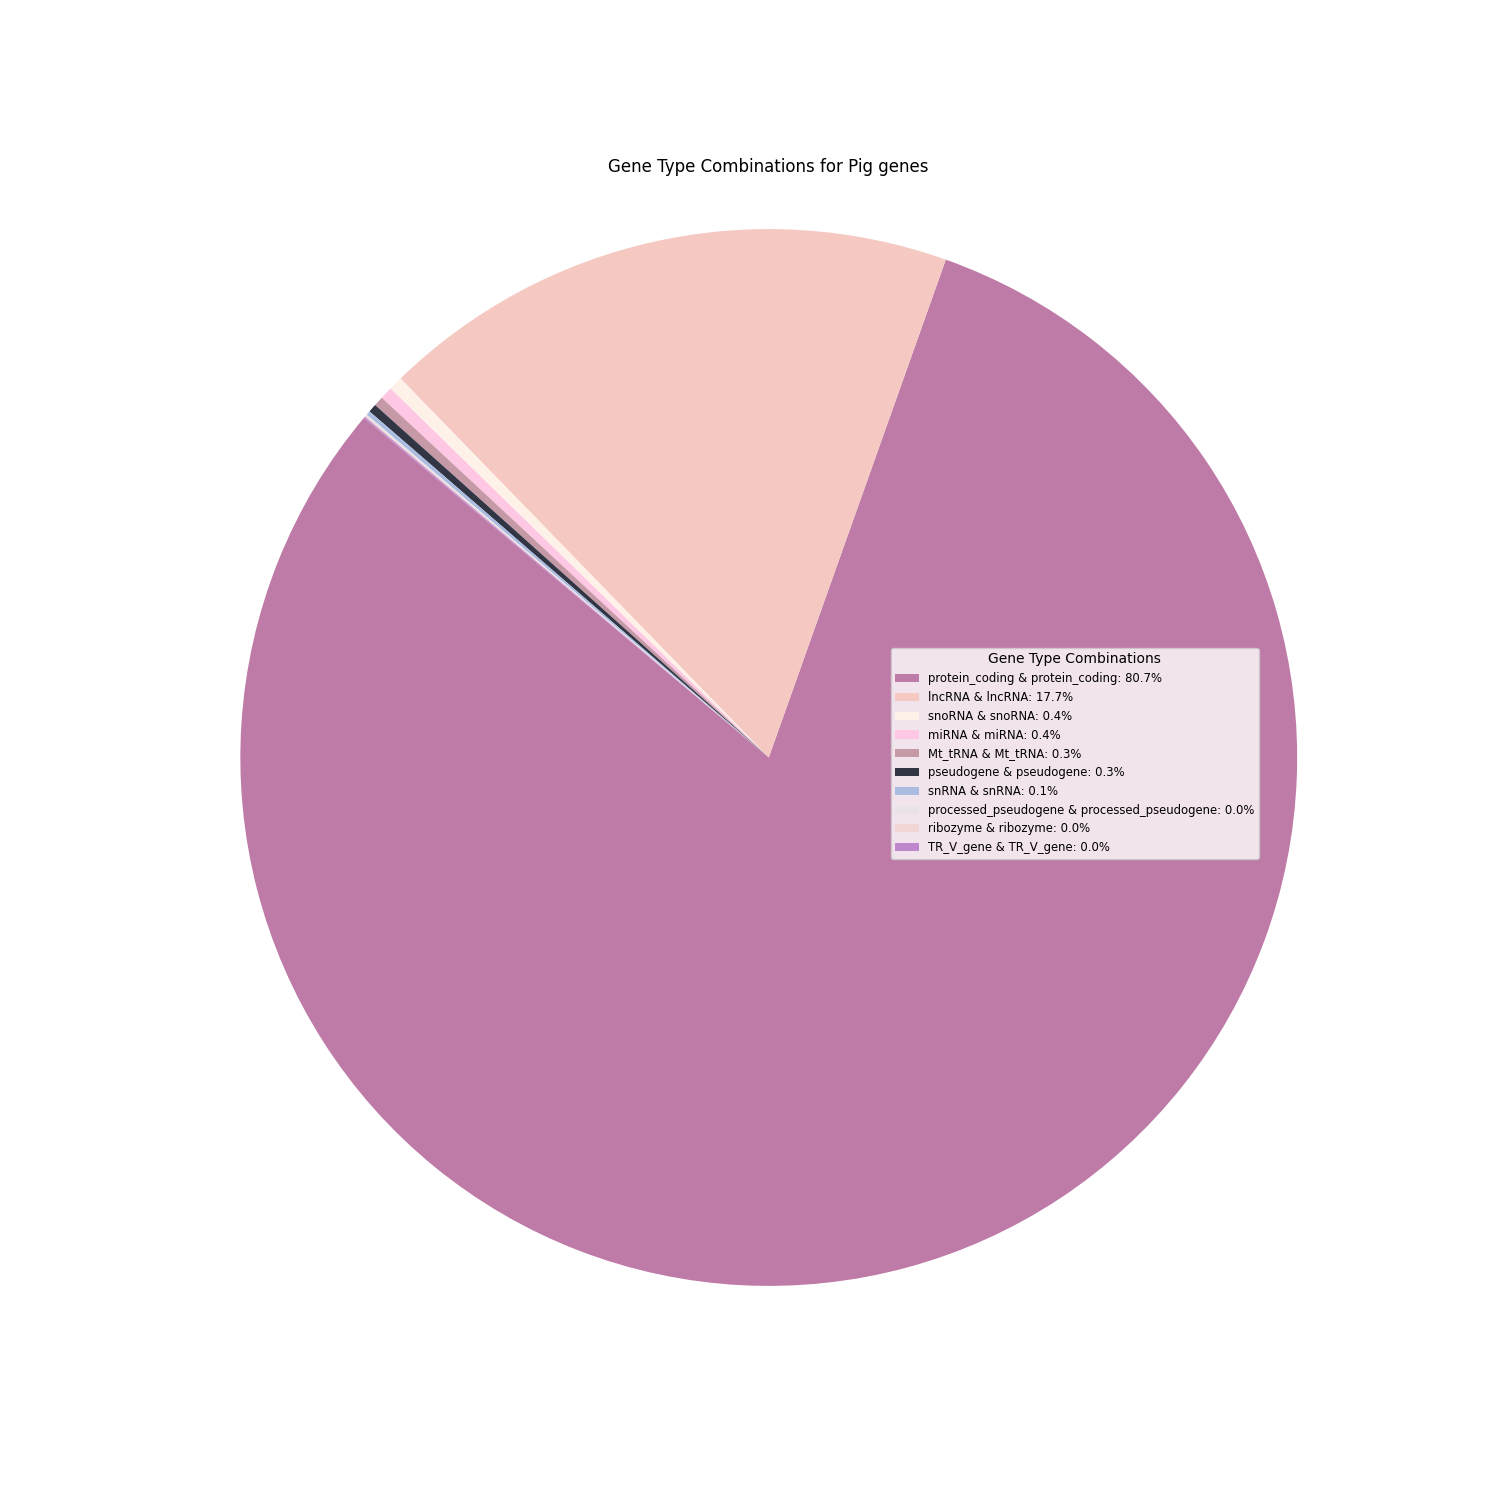 Gene Type Combinations for Pig genes
Gene Type Combinations
protein_coding & protein_coding: 80.7%
lncRNA & lncRNA: 17.7%
snoRNA & snoRNA: 0.4%
miRNA & miRNA: 0.4%
Mt_tRNA & Mt_tRNA: 0.3%
pseudogene & pseudogene: 0.3%
snRNA & snRNA: 0.1%
processed_pseudogene & processed_pseudogene: 0.0%
ribozyme & ribozyme: 0.0%
TR_V_gene & TR_V_gene: 0.0%